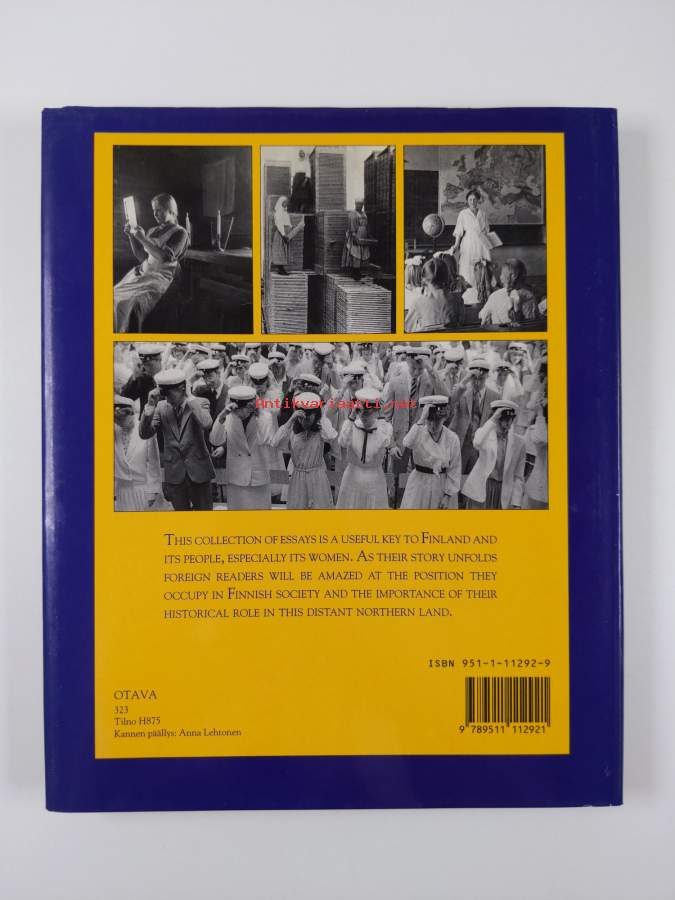 Antikvariaatti.net
THIS COLLECTION OF ESSAYS IS A USEFUL KEY TO FINLAND AND
ITS PEOPLE, ESPECIALLY ITS WOMEN. AS THEIR STORY UNFOLDS
FOREIGN READERS WILL BE AMAZED AT THE POSITION THEY
OCCUPY IN FINNISH SOCIETY AND THE IMPORTANCE OF THEIR
HISTORICAL ROLE IN THIS DISTANT NORTHERN LAND.
ISBN 951-1-11292-9
OTAVA
323
Tilno H875
Kannen päällys: Anna Lehtonen
9 789511 112921